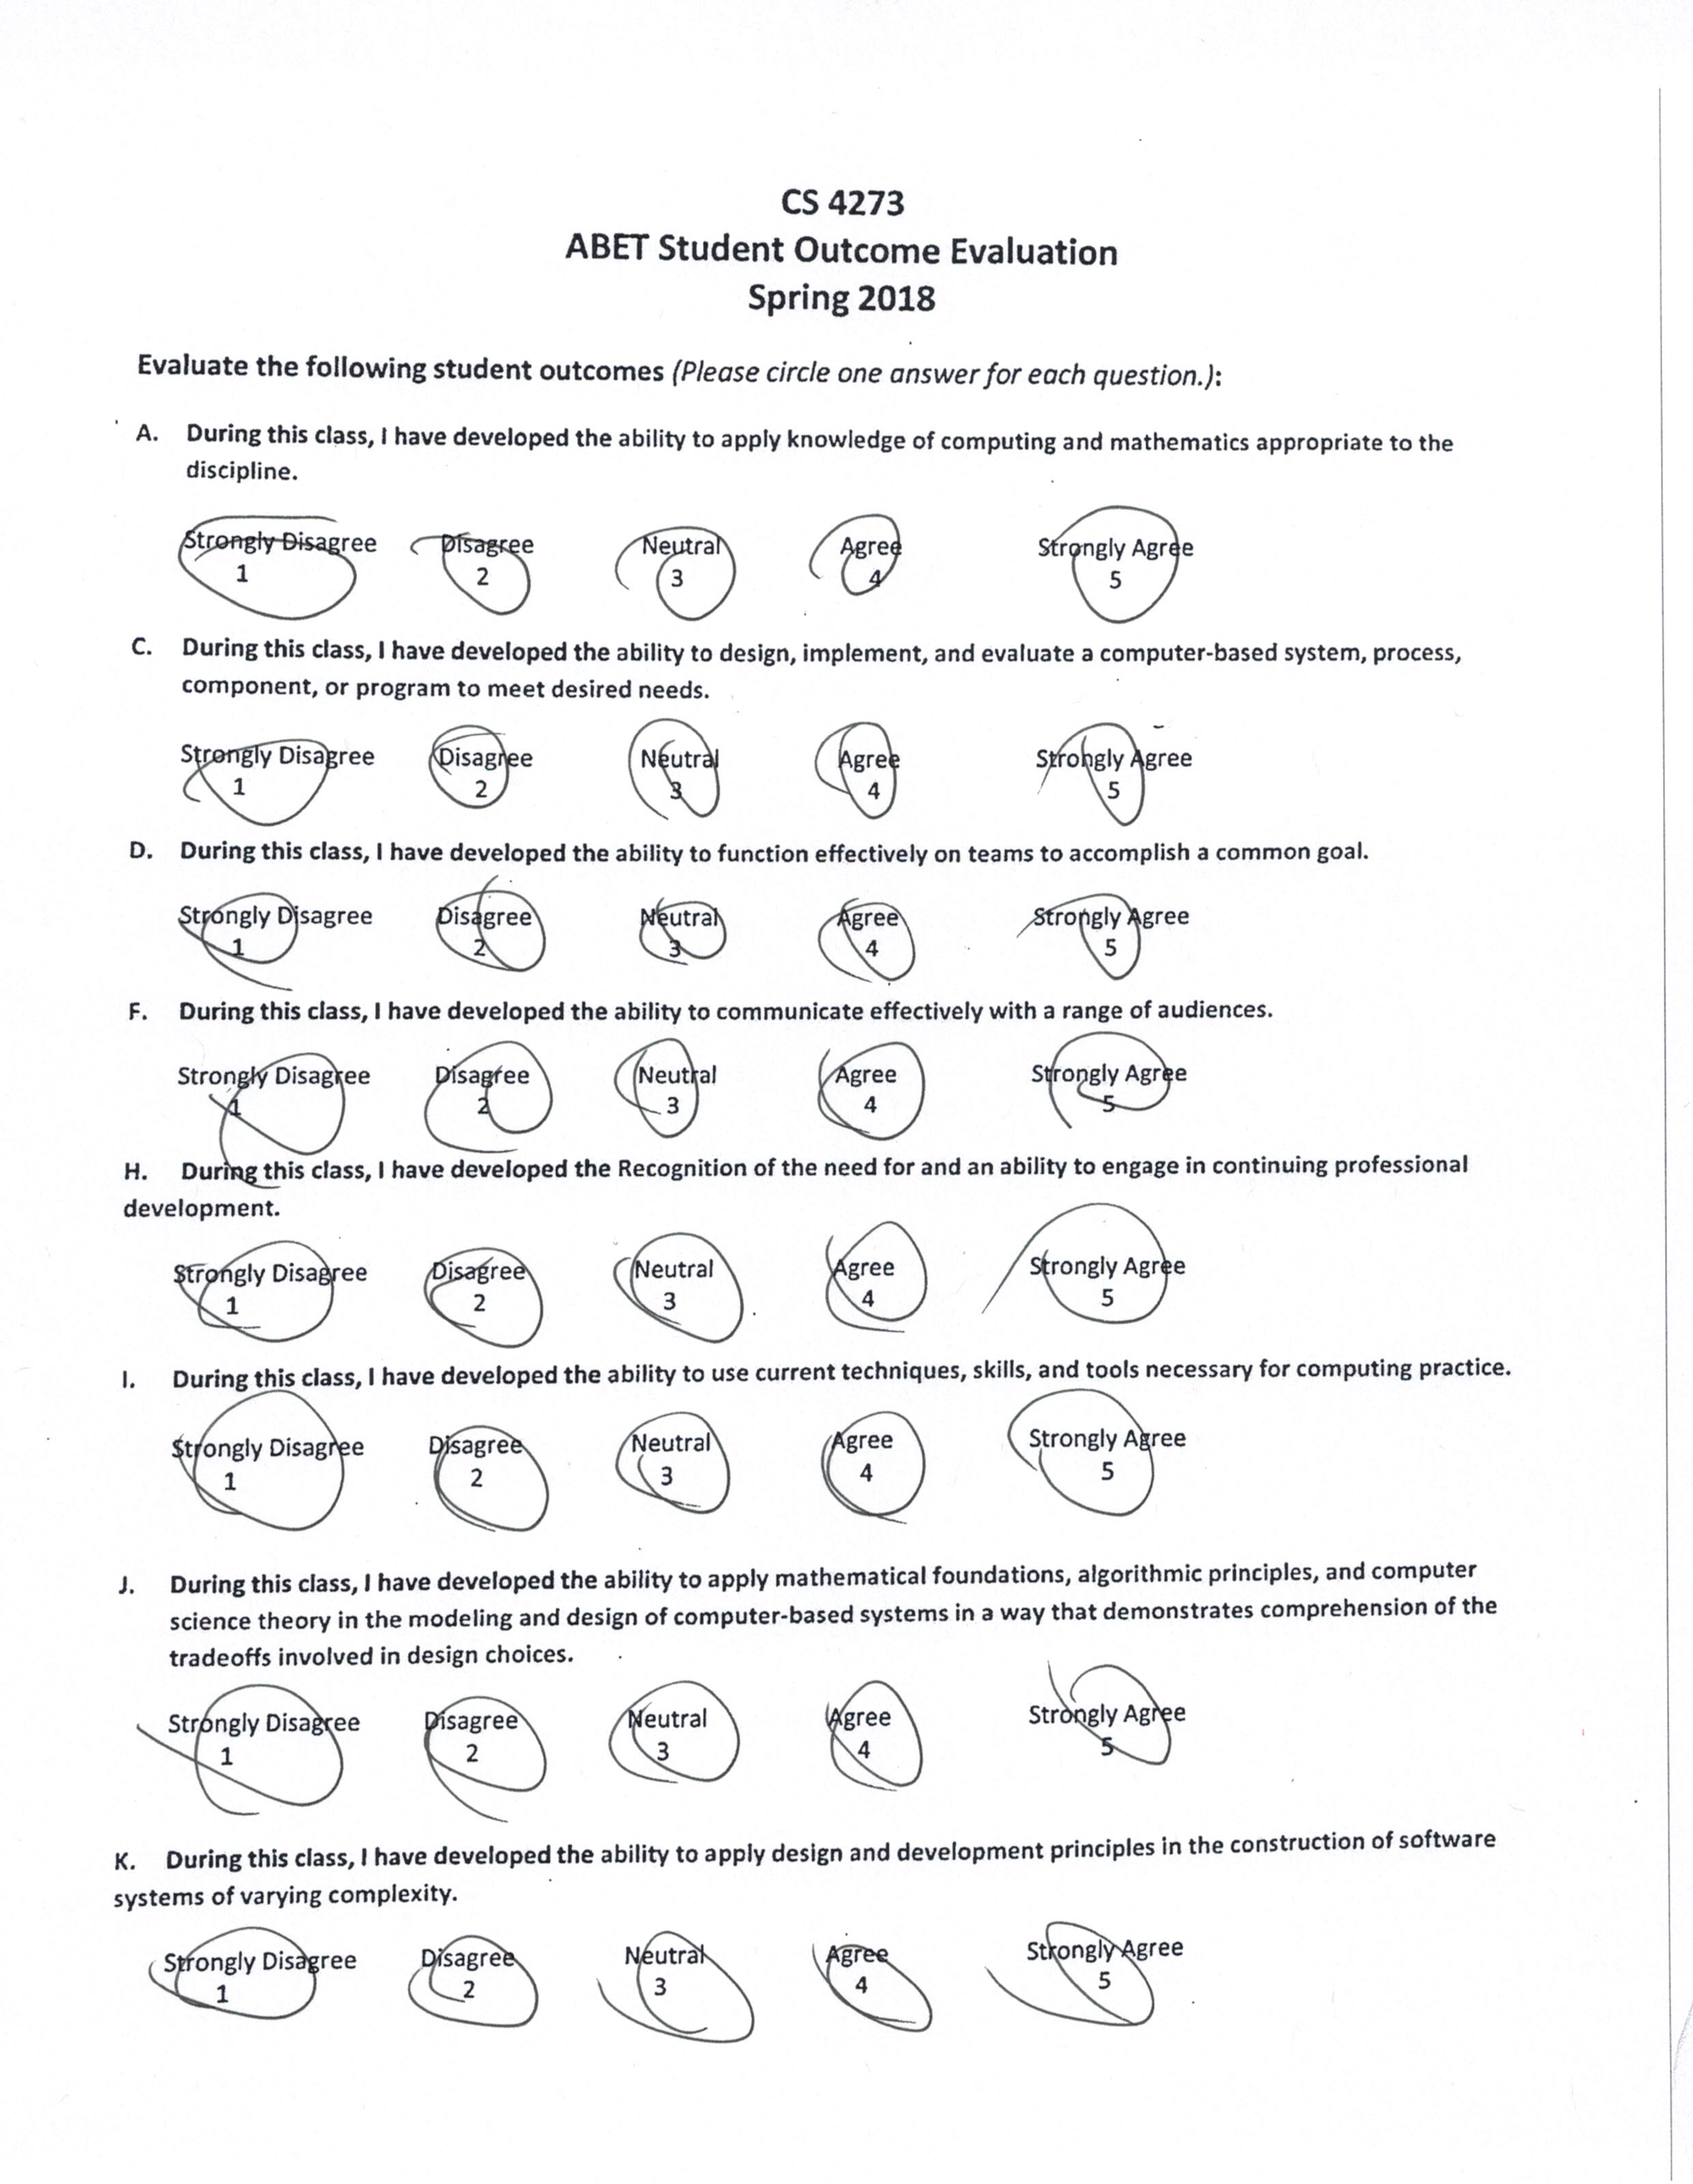 CS 4273
ABET Student Outcome Evaluation
Spring 2018
Evaluate the following student outcomes (Please circle one answer for each question.):
A. During this class, I have developed the ability to apply knowledge of computing and mathematics appropriate to the
discipline.
Strongly Disagree Disagree Neutral Agree Strongly Agree
1 2 3 4 5
C. During this class, I have developed the ability to design, implement, and evaluate a computer-based system, process,
component, or program to meet desired needs.
Strongly Disagree Disagree Neutral Agree Strongly Agree
1 2 3 4 5
D. During this class, I have developed the ability to function effectively on teams to accomplish a common goal.
Strongly Disagree Disagree Neutral Agree Strongly Agree
1 2 3 4 5
F. During this class, I have developed the ability to communicate effectively with a range of audiences.
Strongly Disagree Disagree Neutral Agree Strongly Agree
1 2 3 4 5
H. During this class, I have developed the Recognition of the need for and an ability to engage in continuing professional
development.
Strongly Disagree Disagree Neutral Agree Strongly Agree
1 2 3 4 5
I. During this class, I have developed the ability to use current techniques, skills, and tools necessary for computing practice.
Strongly Disagree Disagree Neutral Agree Strongly Agree
1 2 3 4 5
J. During this class, I have developed the ability to apply mathematical foundations, algorithmic principles, and computer
science theory in the modeling and design of computer-based systems in a way that demonstrates comprehension of the
tradeoffs involved in design choices.
Strongly Disagree Disagree Neutral Agree Strongly Agree
1 2 3 4 5
K. During this class, I have developed the ability to apply design and development principles in the construction of software
systems of varying complexity.
Strongly Disagree Disagree Neutral Agree Strongly Agree
1 2 3 4 5